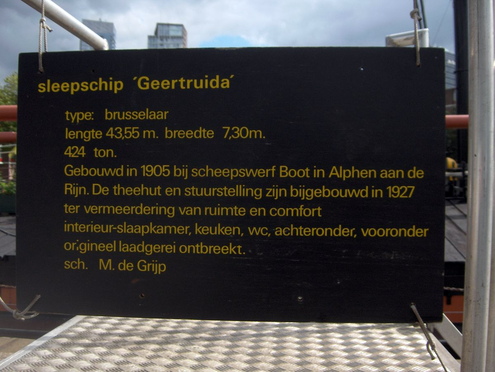 sleepschip ´Geertruida´
type: brusselaar
lengte 43,55 m. breedte 7,30m.
424 ton.
Gebouwd in 1905 bij scheepswerf Boot in Alphen aan de
Rijn. De theehut en stuurstelling zijn bijgebouwd in 1927
ter vermeerdering van ruimte en comfort
interieur-slaapkamer, keuken, wc, achteronder, vooronder
origineel laadgerei ontbreekt.
sch. M. de Grijp